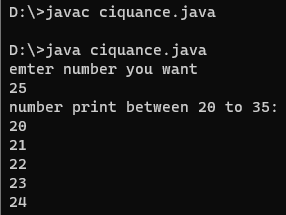 D:\>javac ciquance.java
D:\>java ciquance.java
emter number you want
25
number print between 20 to 35:
20
21
22
23
24